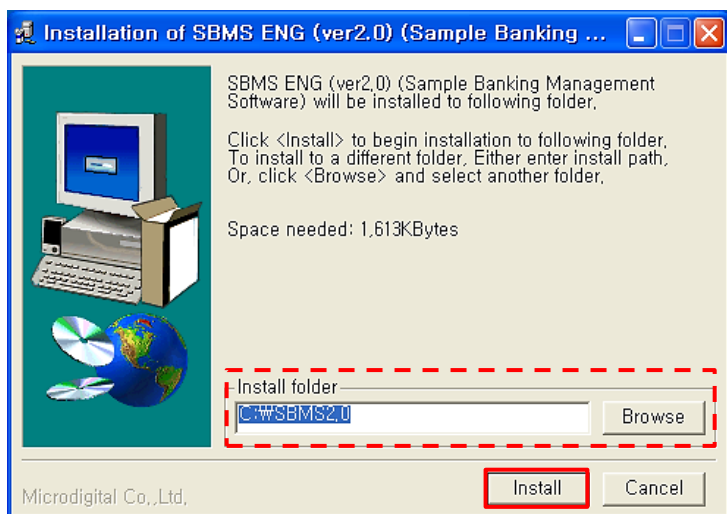 Installation of SBMS ENG (ver2.0) (Sample Banking ...
SBMS ENG (ver2.0) (Sample Banking Management
Software) will be installed to following folder.
Click <Install> to begin installation to following folder.
To install to a different folder, Either enter install path,
Or, click <Browse> and select another folder.
Space needed: 1,613KBytes
Install folder
C:₩SBMS2.0
Browse
Microdigital Co.,Ltd.
Install
Cancel